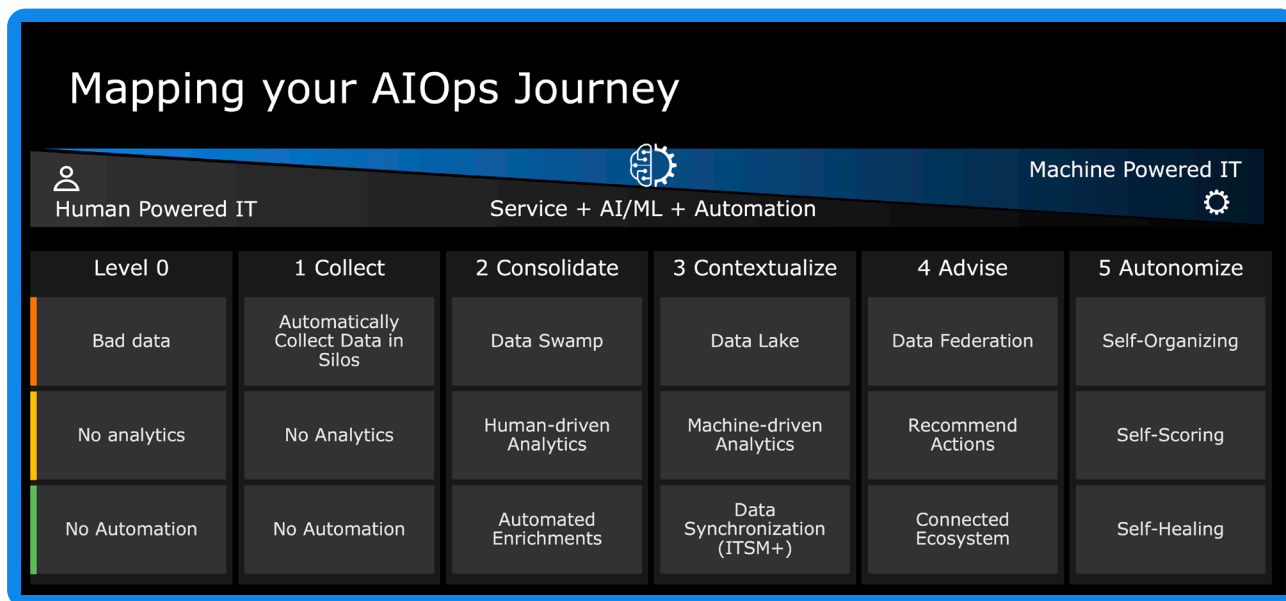 Mapping your AIOps Journey
Human Powered IT
Service + AI/ML + Automation
Machine Powered IT
Level 0
1 Collect
2 Consolidate
3 Contextualize
4 Advise
5 Autonomize
Bad data
Automatically
Collect Data in
Silos
Data Swamp
Data Lake
Data Federation
Self-Organizing
No analytics
No Analytics
Human-driven
Analytics
Machine-driven
Analytics
Recommend
Actions
Self-Scoring
No Automation
No Automation
Automated
Enrichments
Data
Synchronization
(ITSM+)
Connected
Ecosystem
Self-Healing